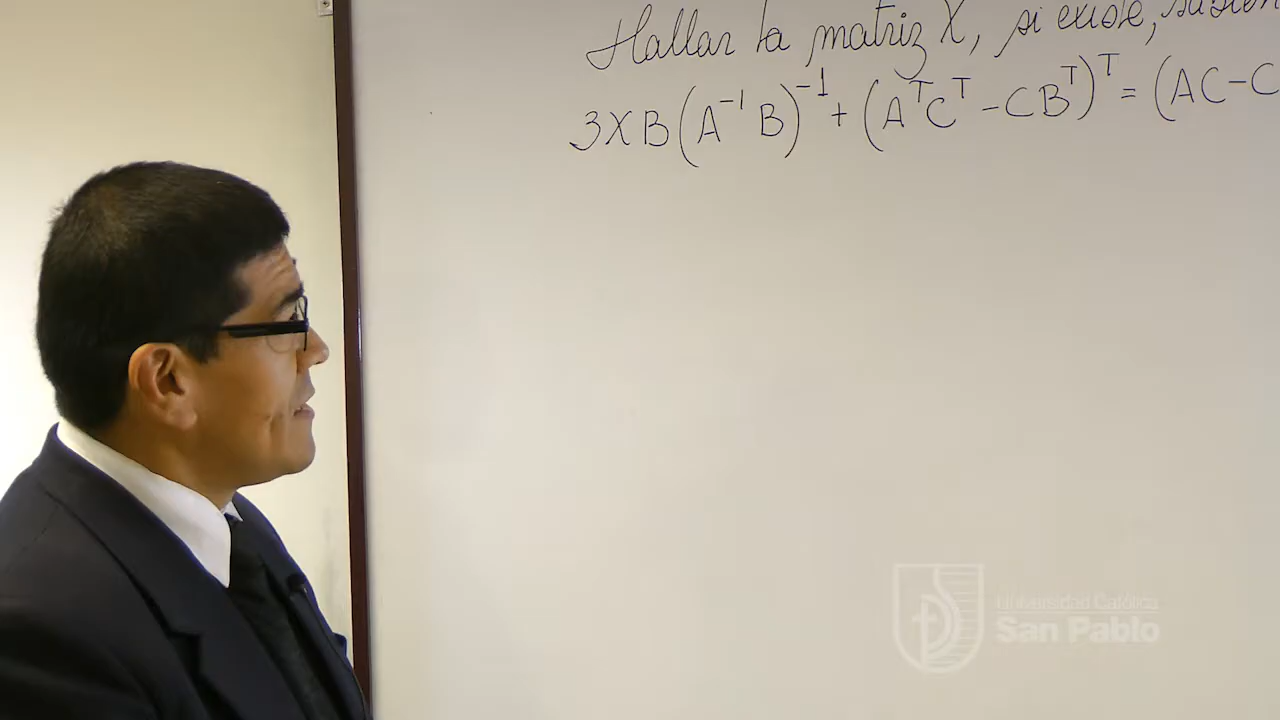 Hallar la matriz X, si existe,
3XB(A⁻¹B)⁻¹ + (AᵀCᵀ - CBᵀ)ᵀ = (AC - C
Universidad Católica
San Pablo